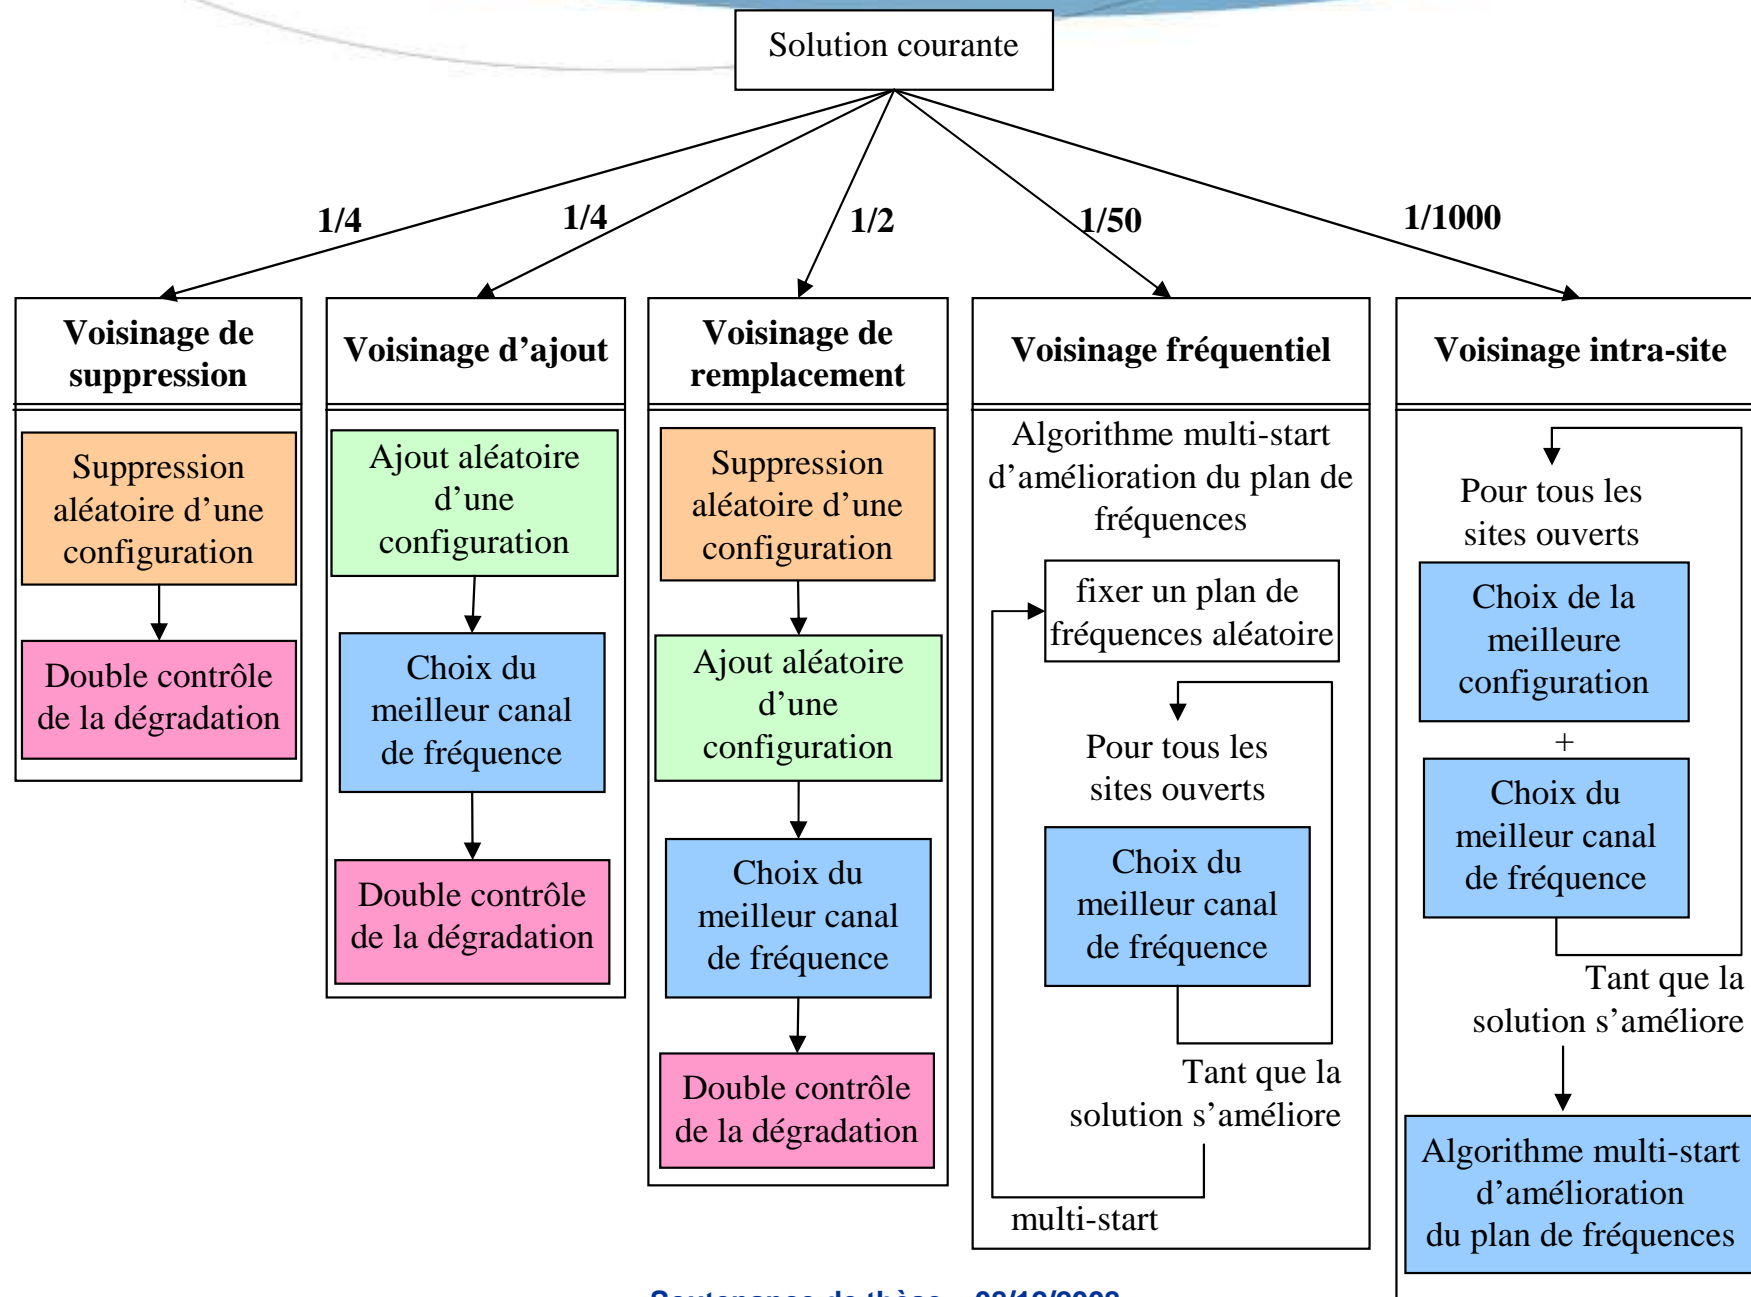 Solution courante
1/4
1/4
1/2
1/50
1/1000
Voisinage de
suppression
Suppression
aléatoire d’une
configuration
Double contrôle
de la dégradation
Voisinage d’ajout
Ajout aléatoire
d’une
configuration
Choix du
meilleur canal
de fréquence
Double contrôle
de la dégradation
Voisinage de
remplacement
Suppression
aléatoire d’une
configuration
Ajout aléatoire
d’une
configuration
Choix du
meilleur canal
de fréquence
Double contrôle
de la dégradation
Voisinage fréquentiel
Algorithme multi-start
d’amélioration du plan de
fréquences
fixer un plan de
fréquences aléatoire
Pour tous les
sites ouverts
Choix du
meilleur canal
de fréquence
Tant que la
solution s’améliore
multi-start
Voisinage intra-site
Pour tous les
sites ouverts
Choix de la
meilleure
configuration
+
Choix du
meilleur canal
de fréquence
Tant que la
solution s’améliore
Algorithme multi-start
d’amélioration
du plan de fréquences
Soutenance de thèse